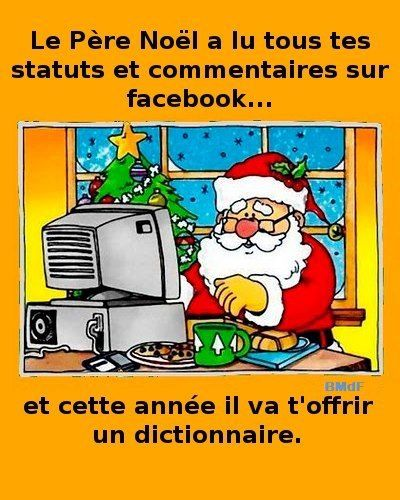 Le Père Noël a lu tous tes
statuts et commentaires sur
facebook...
BMdF
et cette année il va t'offrir
un dictionnaire.